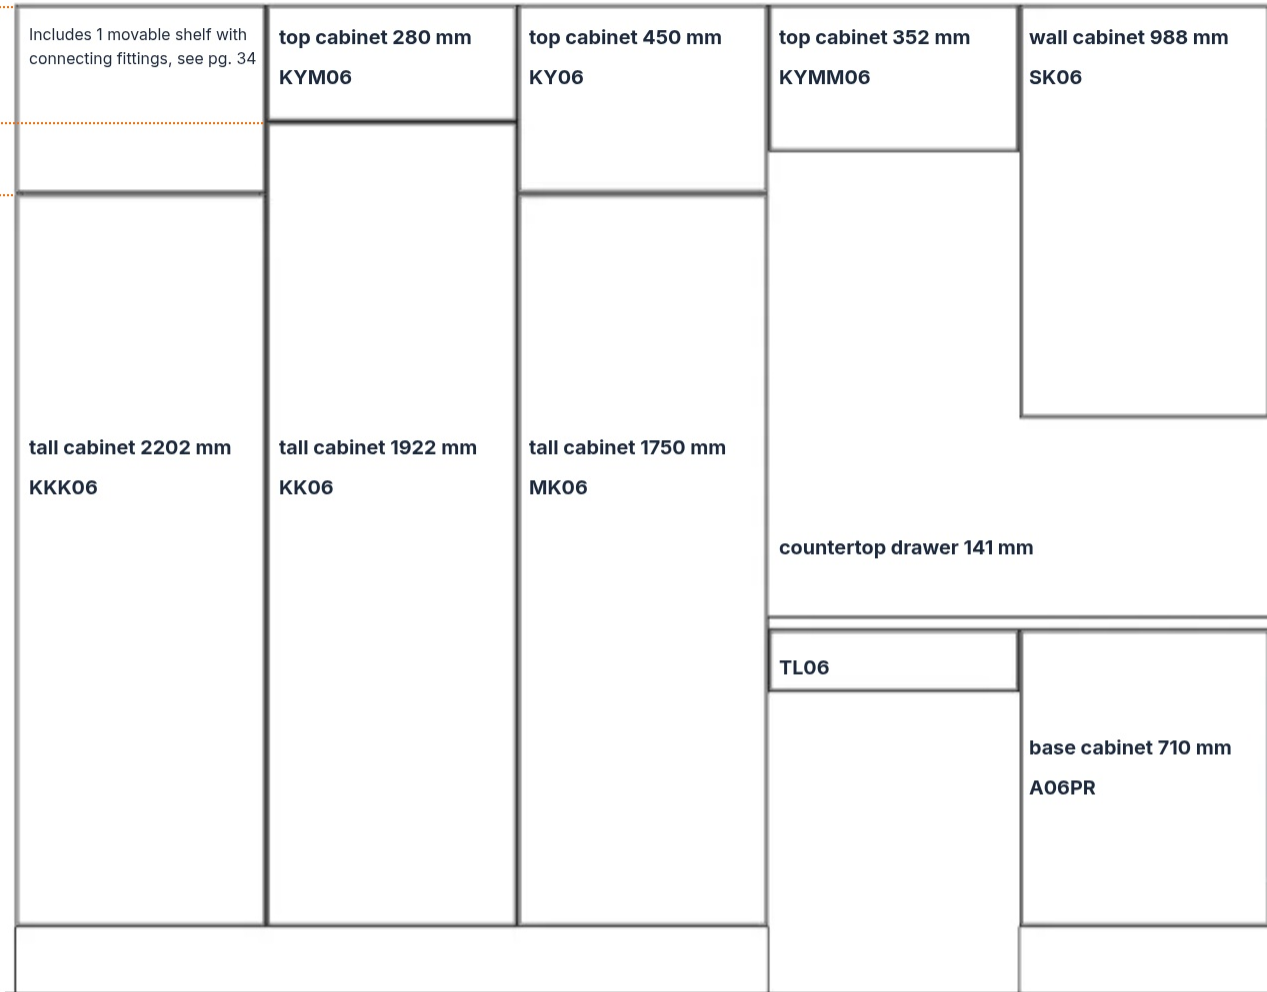 Includes 1 movable shelf with
connecting fittings, see pg. 34
top cabinet 280 mm
KYM06
top cabinet 450 mm
KY06
top cabinet 352 mm
KYMM06
wall cabinet 988 mm
SK06
tall cabinet 2202 mm
KKK06
tall cabinet 1922 mm
KK06
tall cabinet 1750 mm
MK06
countertop drawer 141 mm
TL06
base cabinet 710 mm
A06PR